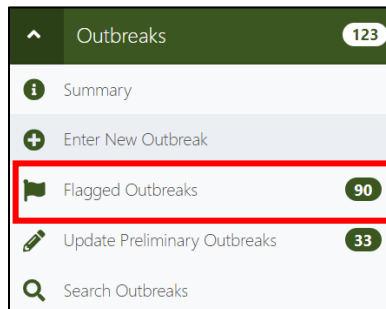 Outbreaks 123
Summary
Enter New Outbreak
Flagged Outbreaks 90
Update Preliminary Outbreaks 33
Search Outbreaks